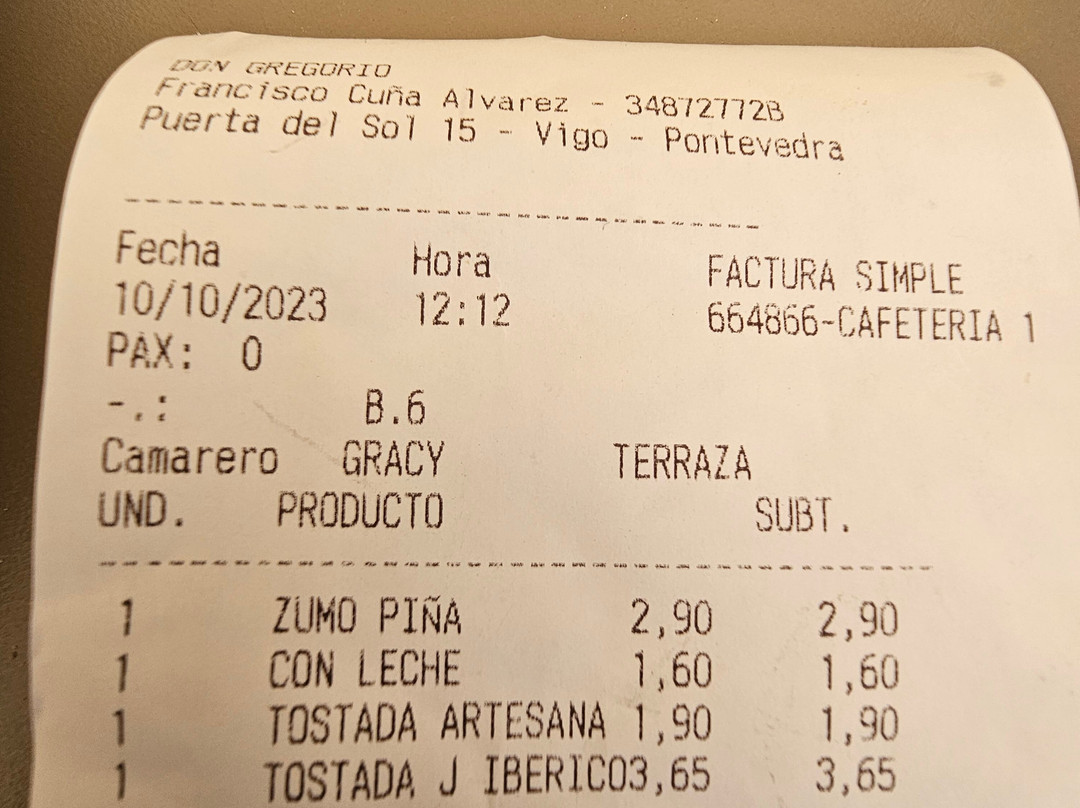 DON GREGORIO
Francisco Cuña Alvarez - 34872772B
Puerta del Sol 15 - Vigo - Pontevedra
Fecha Hora FACTURA SIMPLE
10/10/2023 12:12 664866-CAFETERIA 1
PAX: 0
-.: B.6
Camarero GRACY TERRAZA
UND. PRODUCTO SUBT.
1 ZUMO PIÑA 2,90 2,90
1 CON LECHE 1,60 1,60
1 TOSTADA ARTESANA 1,90 1,90
1 TOSTADA J IBERICO3,65 3,65